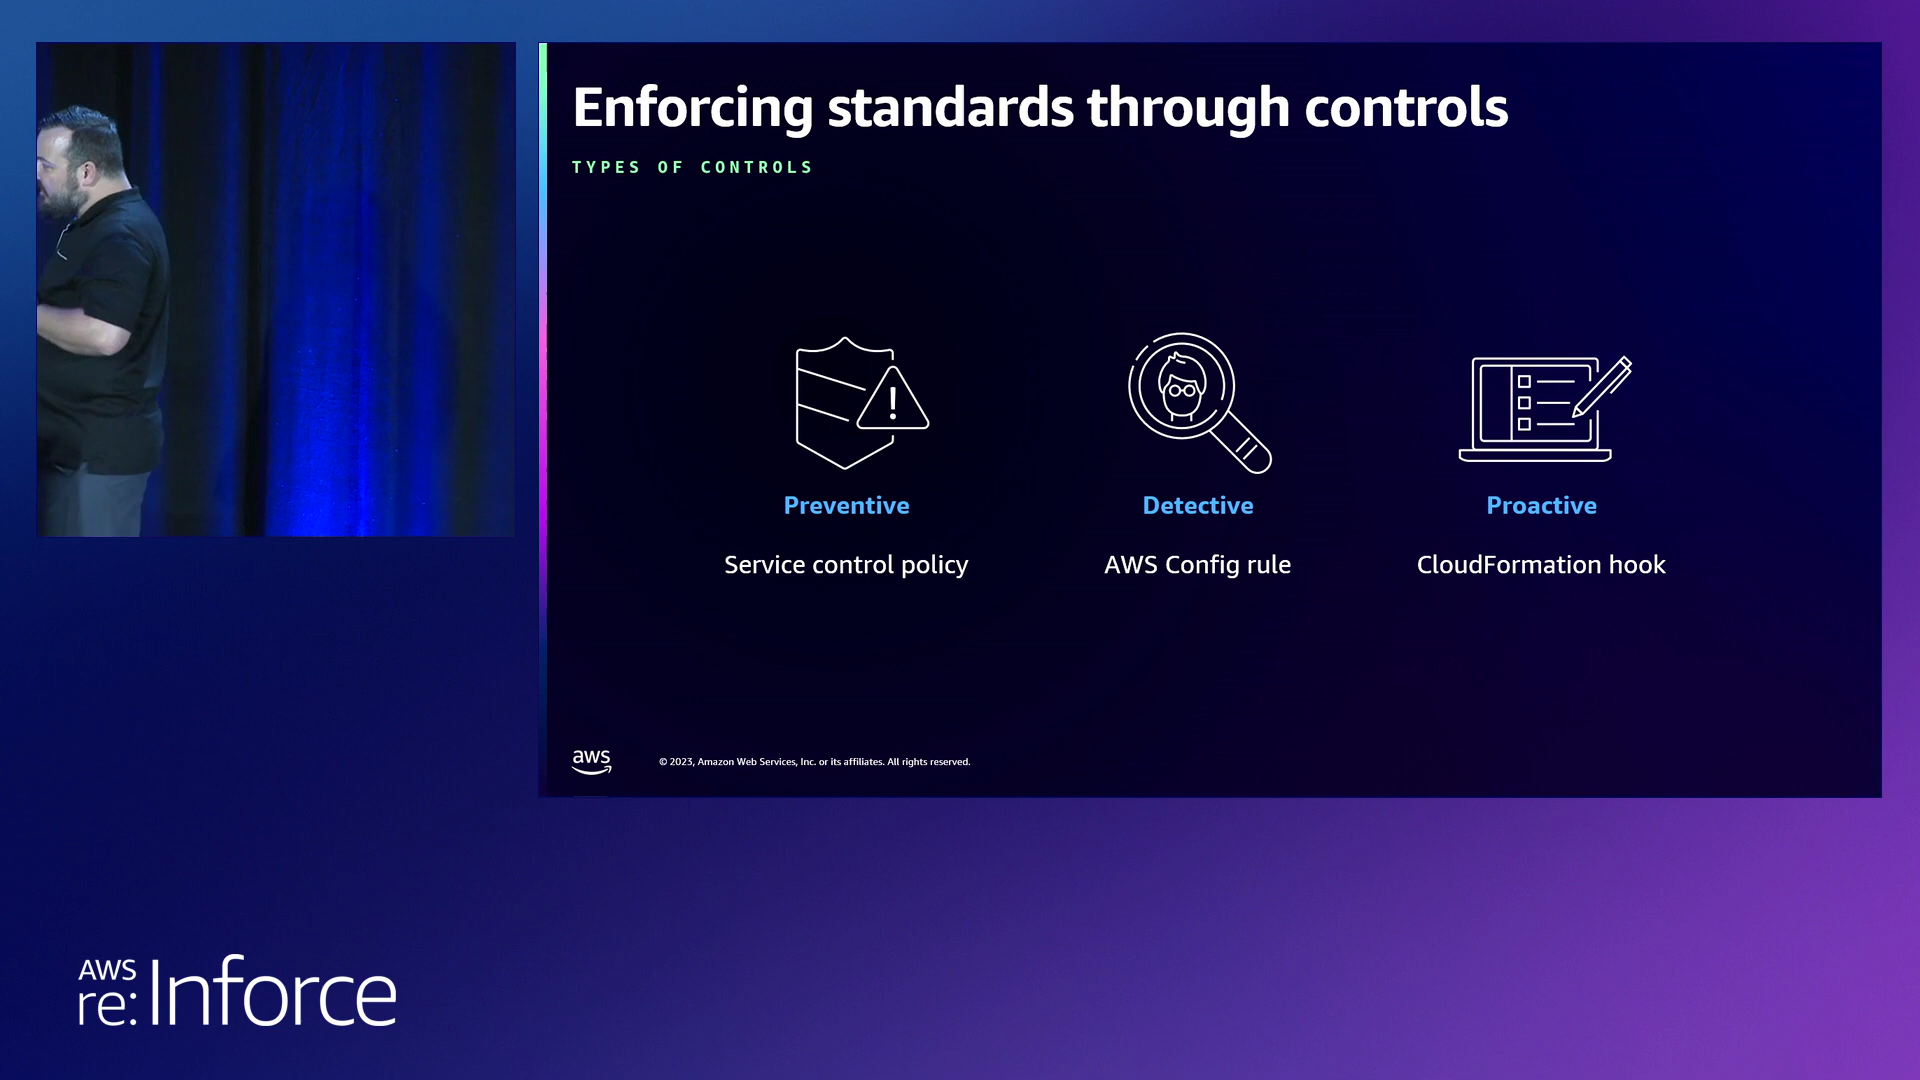 Enforcing standards through controls
TYPES OF CONTROLS
Preventive
Detective
Proactive
Service control policy
AWS Config rule
CloudFormation hook
aws
© 2023, Amazon Web Services, Inc. or its affiliates. All rights reserved.
AWS
re:Inforce